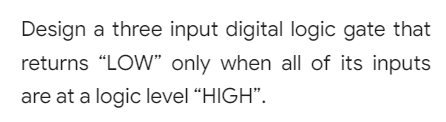 Design a three input digital logic gate that
returns “LOW” only when all of its inputs
are at a logic level “HIGH”.